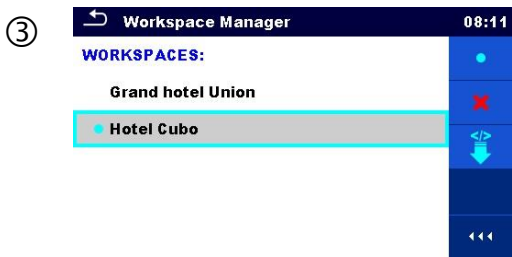 ③
Workspace Manager 08:11
WORKSPACES:
Grand hotel Union
Hotel Cubo
</>